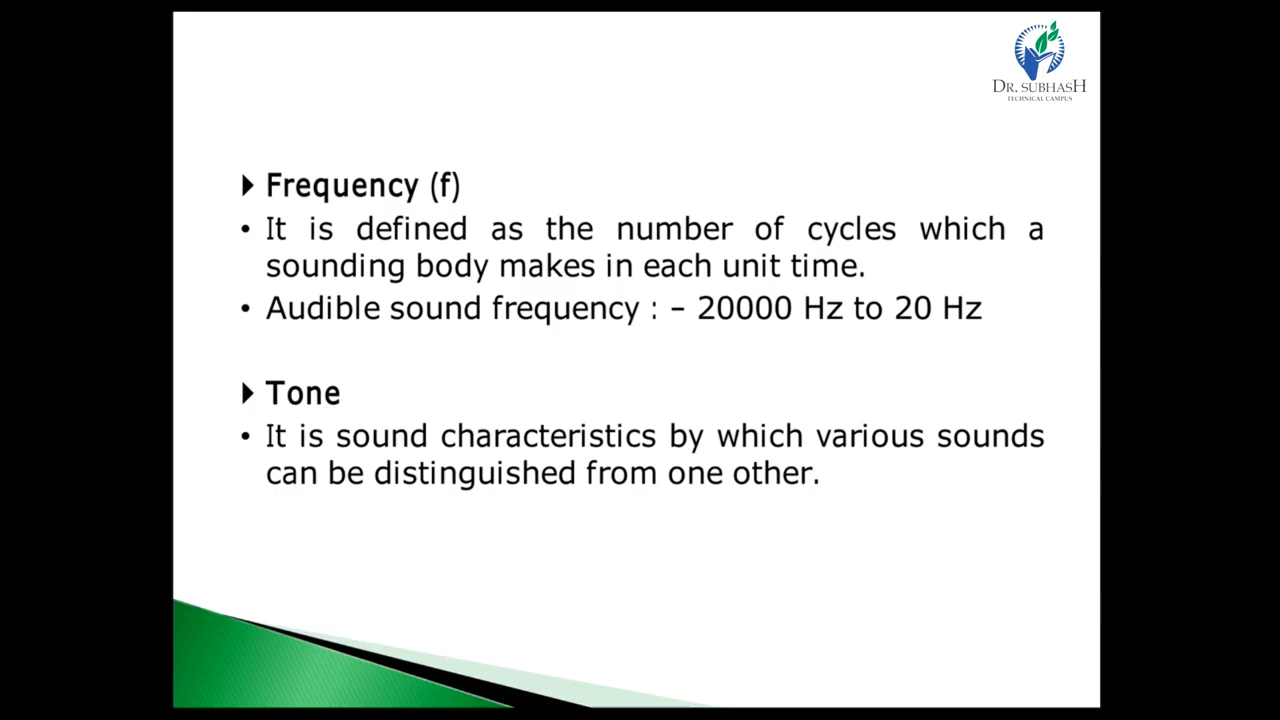 DR. SUBHASH
TECHNICAL CAMPUS
Frequency (f)
• It is defined as the number of cycles which a
sounding body makes in each unit time.
• Audible sound frequency : – 20000 Hz to 20 Hz
Tone
• It is sound characteristics by which various sounds
can be distinguished from one other.